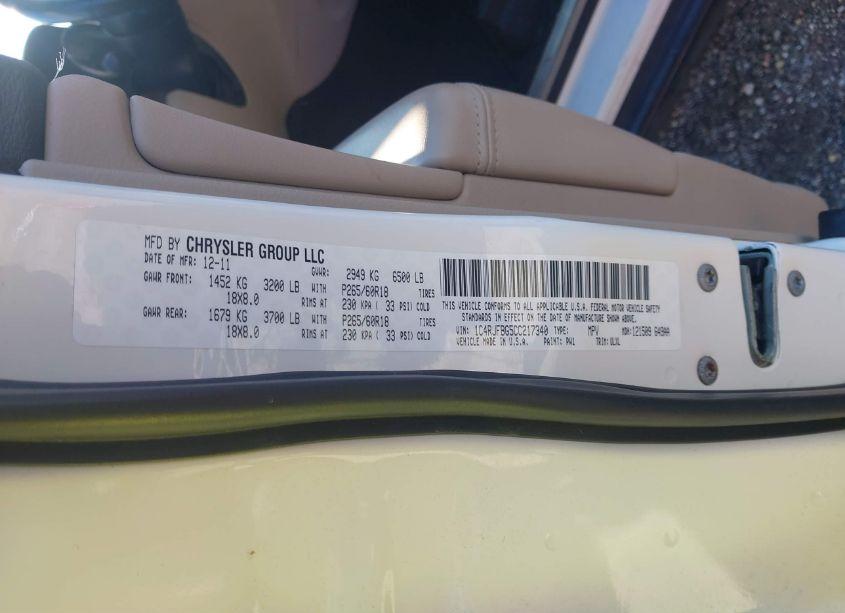 MFD BY CHRYSLER GROUP LLC
DATE OF MFR: 12-11 GVWR: 2949 KG 6500 LB
GAWR FRONT: 1452 KG 3200 LB WITH P265/60R18 TIRES
18X8.0 RIMS AT 230 KPA ( 33 PSI) COLD
GAWR REAR: 1679 KG 3700 LB WITH P265/60R18 TIRES
18X8.0 RIMS AT 230 KPA ( 33 PSI) COLD
THIS VEHICLE CONFORMS TO ALL APPLICABLE U.S.A. FEDERAL MOTOR VEHICLE SAFETY
STANDARDS IN EFFECT ON THE DATE OF MANUFACTURE SHOWN ABOVE.
VIN: 1C4RJFBG5CC217340 TYPE: MPV MDH: 121509
VEHICLE MADE IN U.S.A. PAINT: PW1 TRIM: